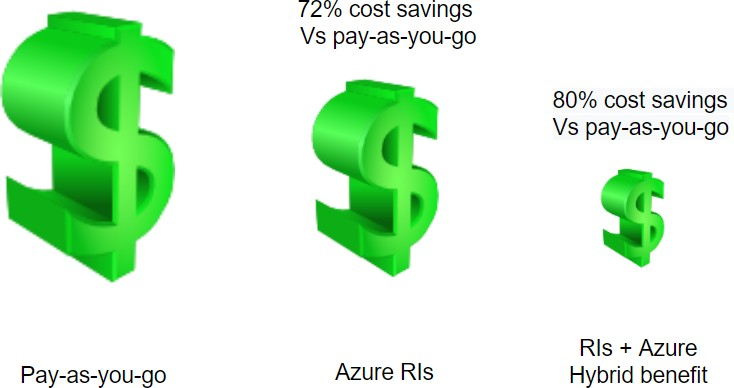 72% cost savings
Vs pay-as-you-go
80% cost savings
Vs pay-as-you-go
Pay-as-you-go
Azure RIs
RIs + Azure
Hybrid benefit